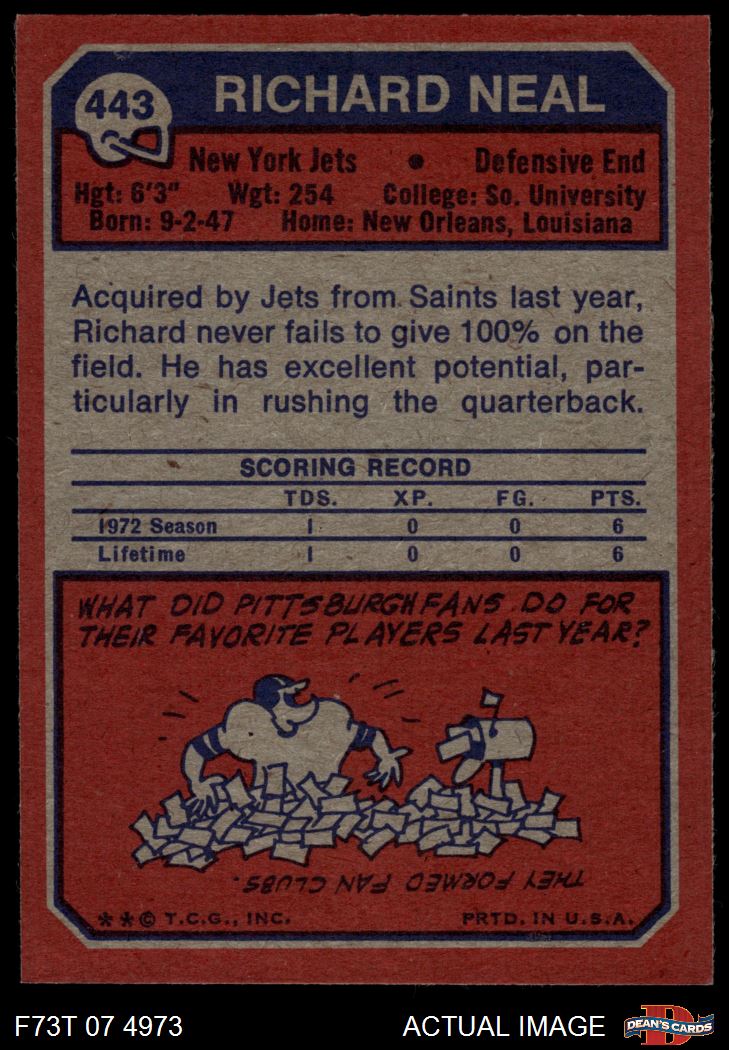 443
RICHARD NEAL
New York Jets • Defensive End
Hgt: 6'3" Wgt: 254 College: So. University
Born: 9-2-47 Home: New Orleans, Louisiana
Acquired by Jets from Saints last year,
Richard never fails to give 100% on the
field. He has excellent potential, par-
ticularly in rushing the quarterback.
SCORING RECORD
TDS. XP. FG. PTS.
1972 Season 1 0 0 6
Lifetime 1 0 0 6
WHAT DID PITTSBURGH FANS DO FOR
THEIR FAVORITE PLAYERS LAST YEAR?
THEY FORMED FAN CLUBS.
**© T.C.G., INC. PRTD. IN U.S.A.
F73T 07 4973 ACTUAL IMAGE
D
DEAN'S CARDS